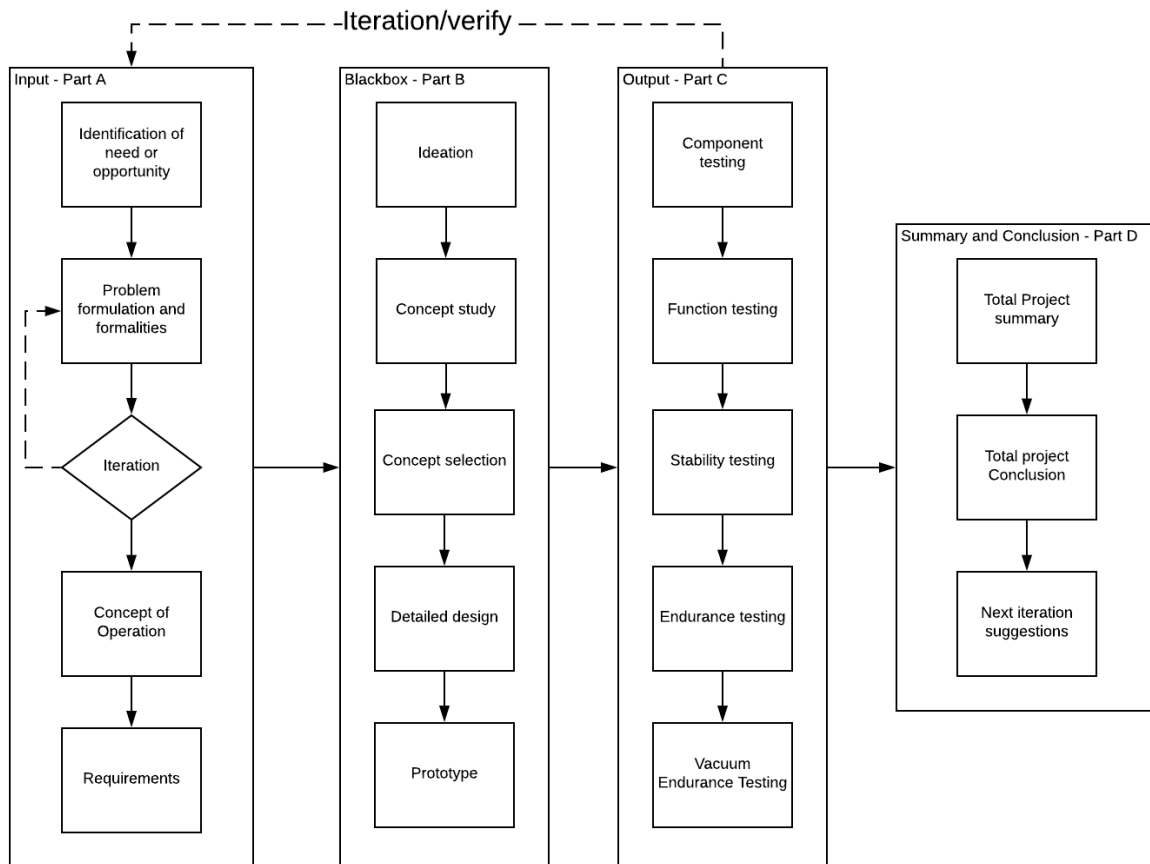 Iteration/verify
Input - Part A
Identification of
need or
opportunity
Problem
formulation and
formalities
Iteration
Concept of
Operation
Requirements
Blackbox - Part B
Ideation
Concept study
Concept selection
Detailed design
Prototype
Output - Part C
Component
testing
Function testing
Stability testing
Endurance testing
Vacuum
Endurance Testing
Summary and Conclusion - Part D
Total Project
summary
Total project
Conclusion
Next iteration
suggestions